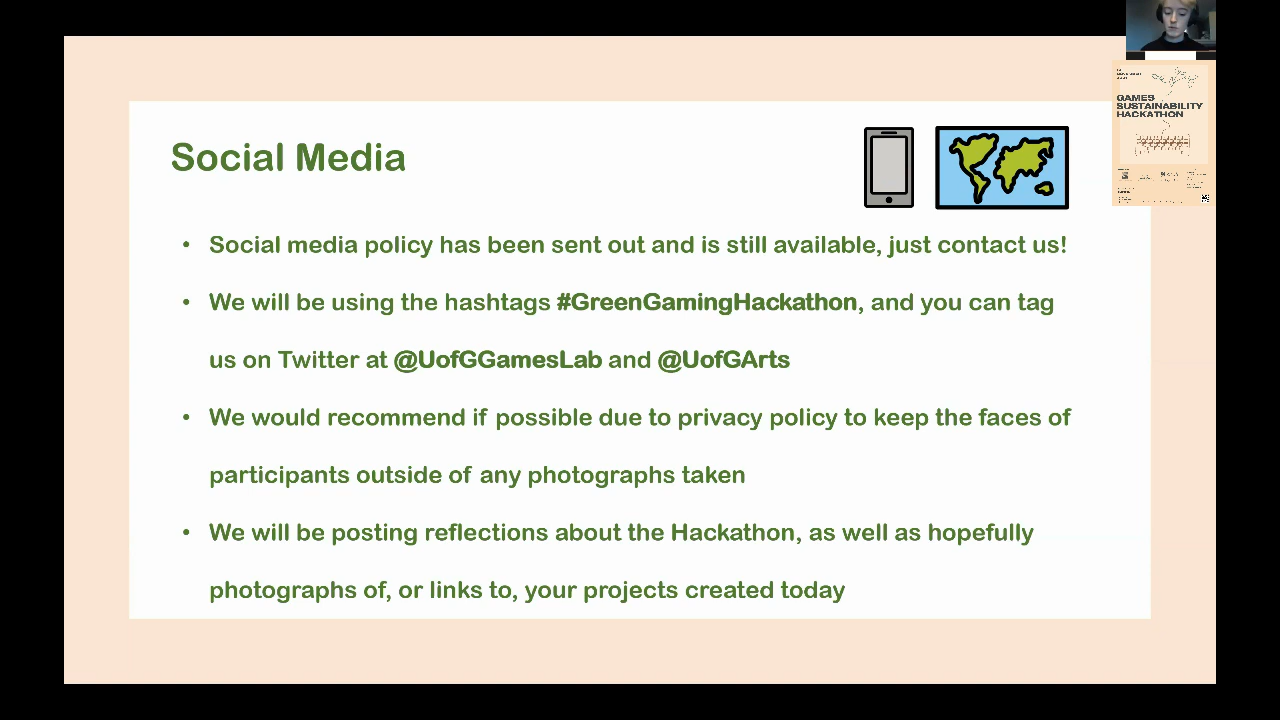 Social Media
• Social media policy has been sent out and is still available, just contact us!
• We will be using the hashtags #GreenGamingHackathon, and you can tag
us on Twitter at @UofGGamesLab and @UofGArts
• We would recommend if possible due to privacy policy to keep the faces of
participants outside of any photographs taken
• We will be posting reflections about the Hackathon, as well as hopefully
photographs of, or links to, your projects created today
GAMES
SUSTAINABILITY
HACKATHON